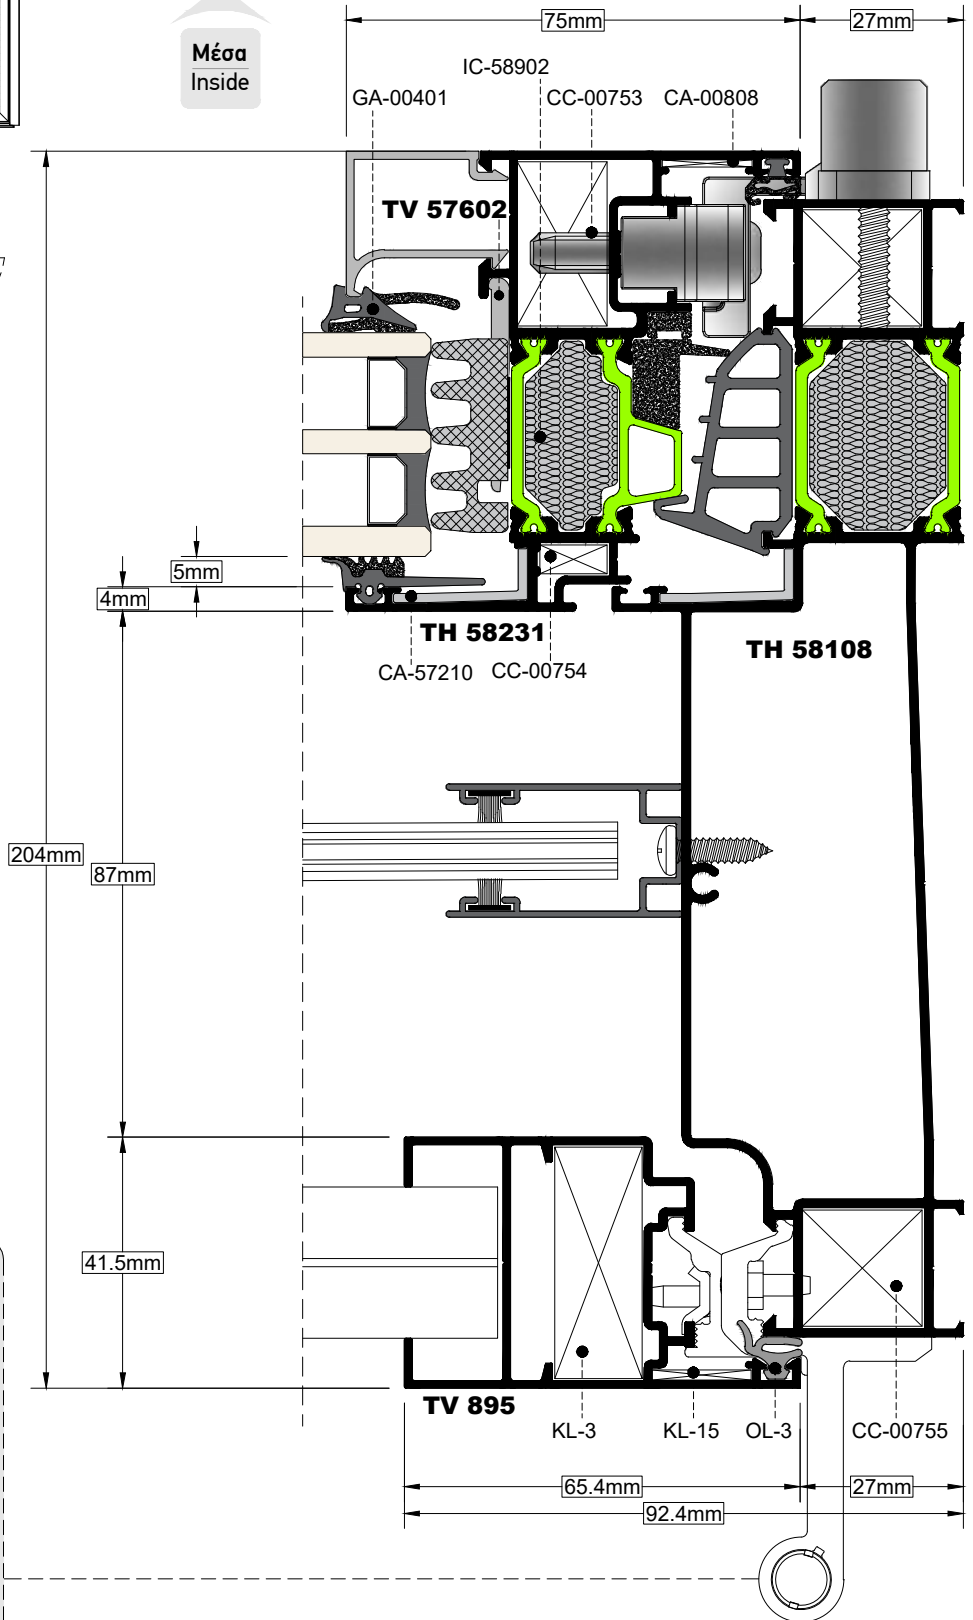 75mm
27mm
Μέσα
Inside
IC-58902
GA-00401
CC-00753
CA-00808
TV 57602
5mm
4mm
TH 58231
TH 58108
CA-57210
CC-00754
204mm
87mm
41.5mm
TV 895
KL-3
KL-15
OL-3
CC-00755
65.4mm
27mm
92.4mm